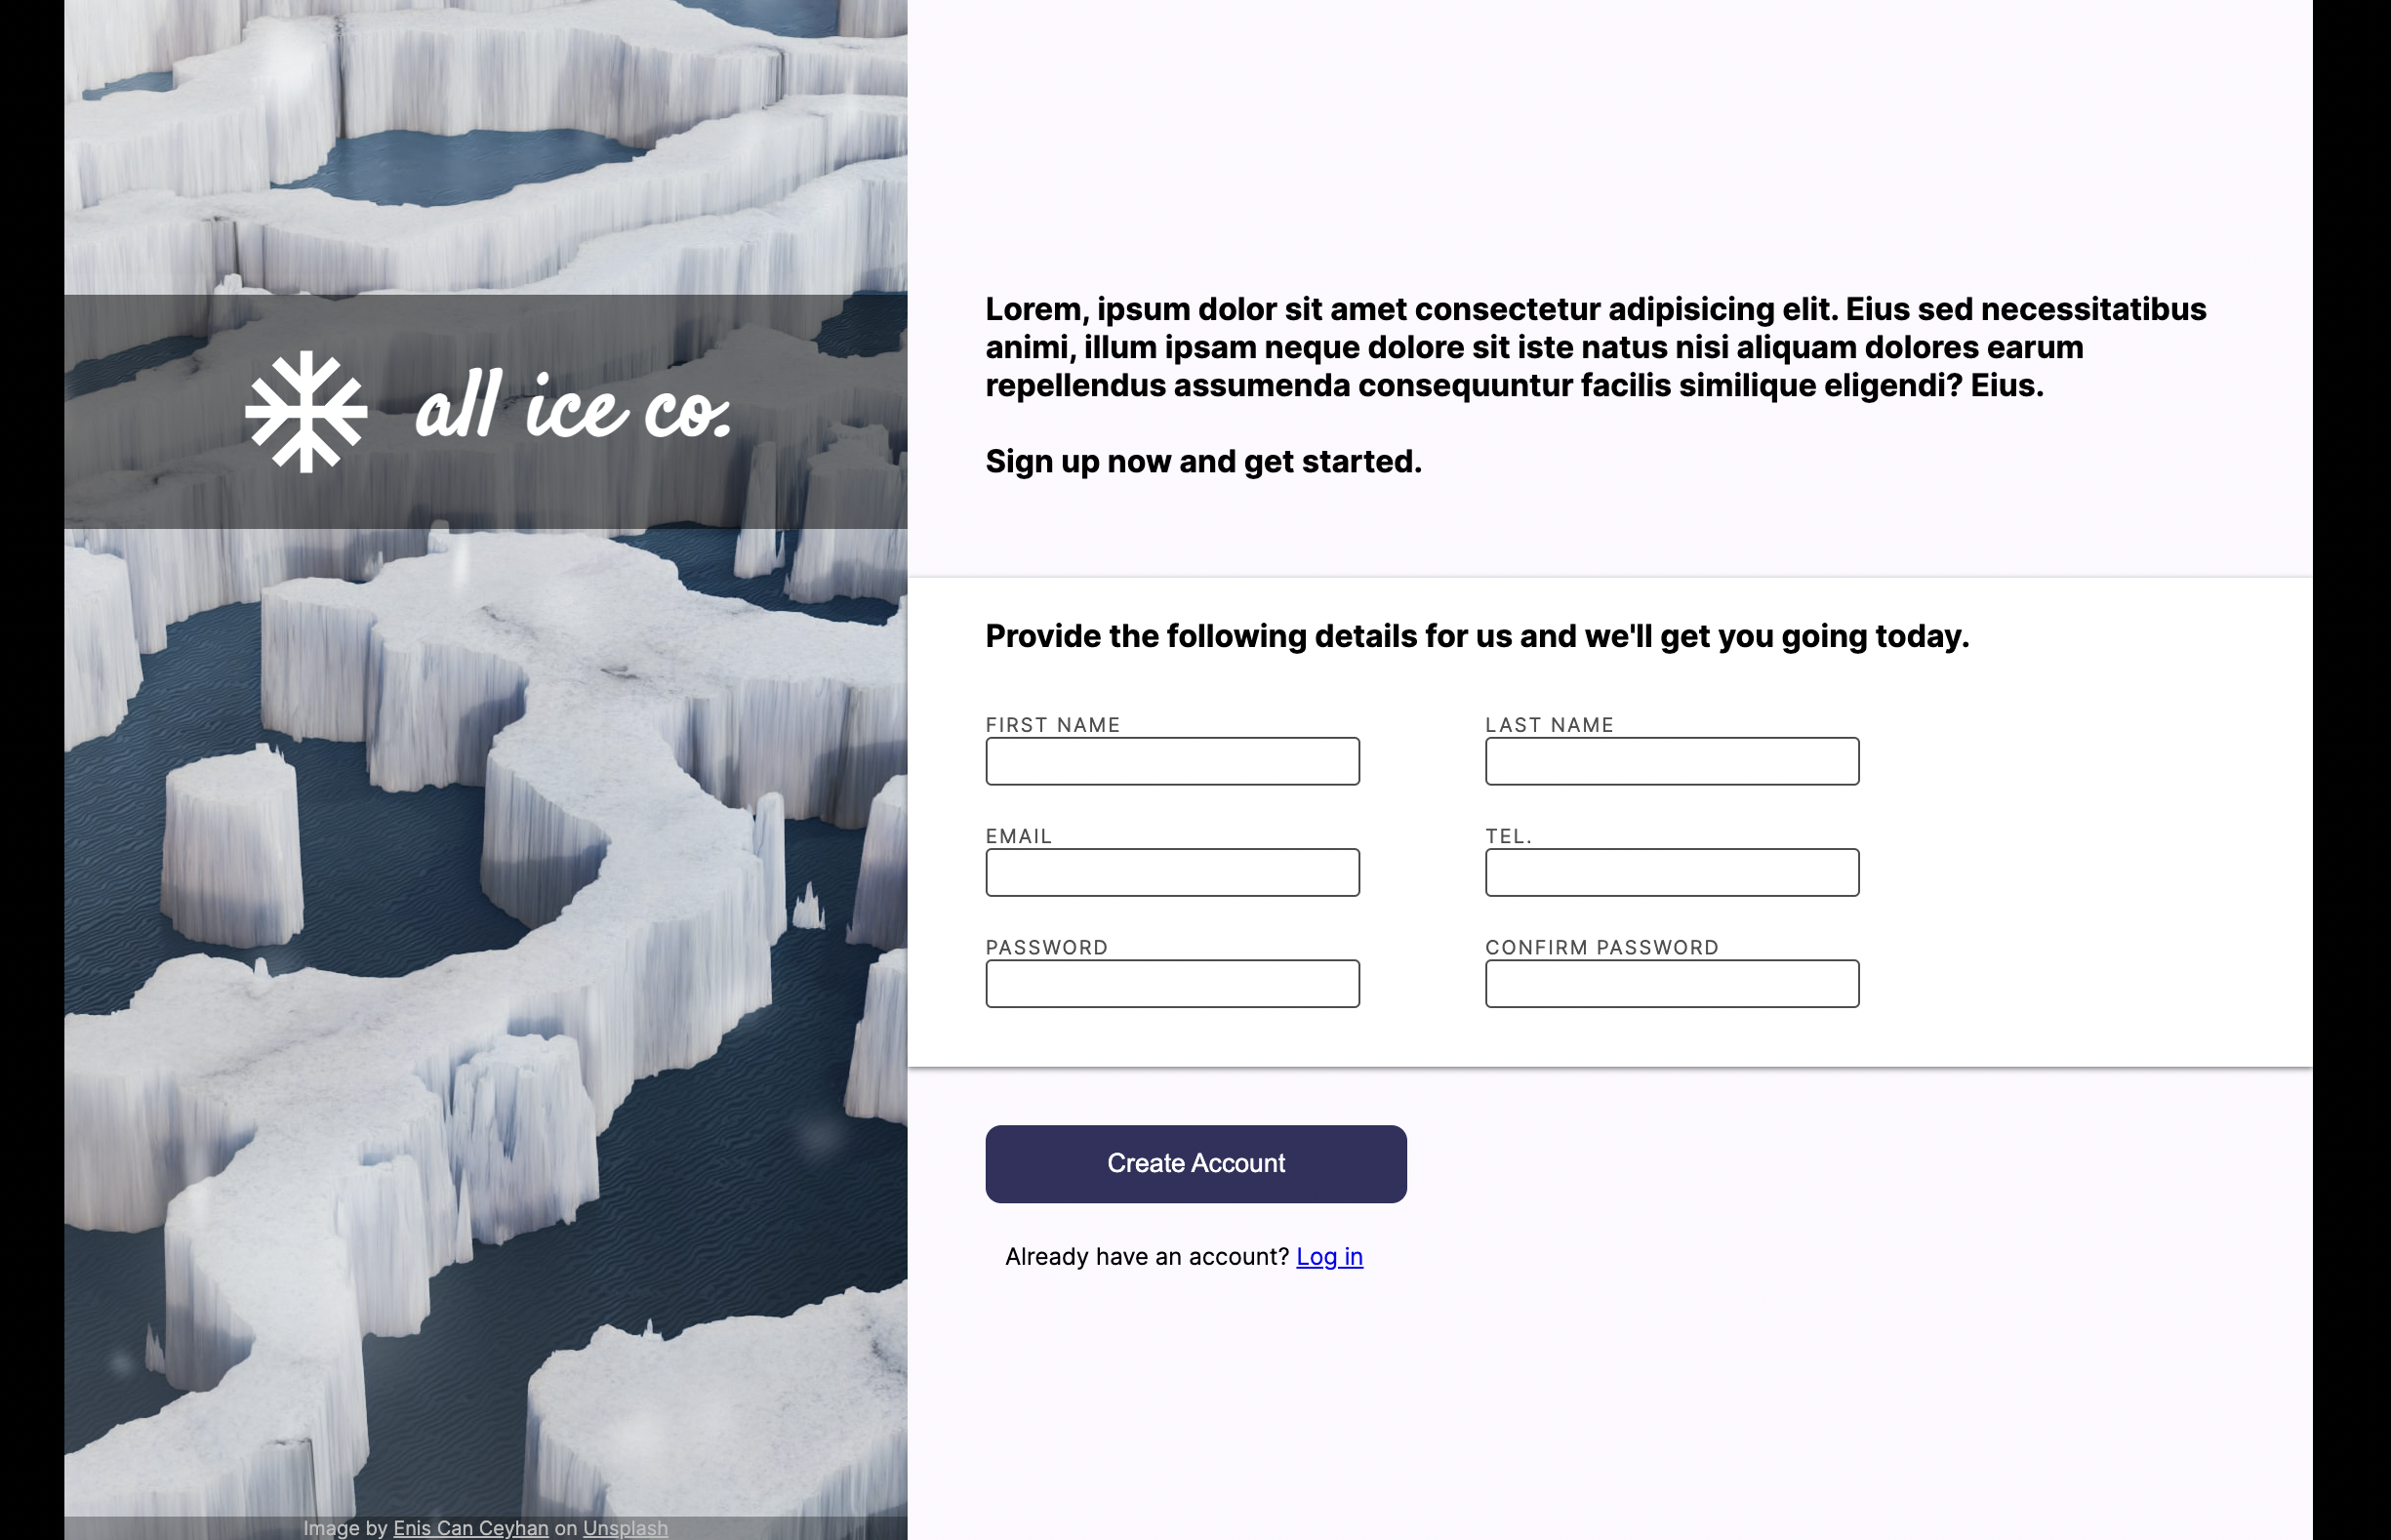 all ice co.
Lorem, ipsum dolor sit amet consectetur adipisicing elit. Eius sed necessitatibus
animi, illum ipsam neque dolore sit iste natus nisi aliquam dolores earum
repellendus assumenda consequuntur facilis similique eligendi? Eius.
Sign up now and get started.
Provide the following details for us and we'll get you going today.
FIRST NAME
LAST NAME
EMAIL
TEL.
PASSWORD
CONFIRM PASSWORD
Create Account
Already have an account? Log in
Image by Enis Can Ceyhan on Unsplash